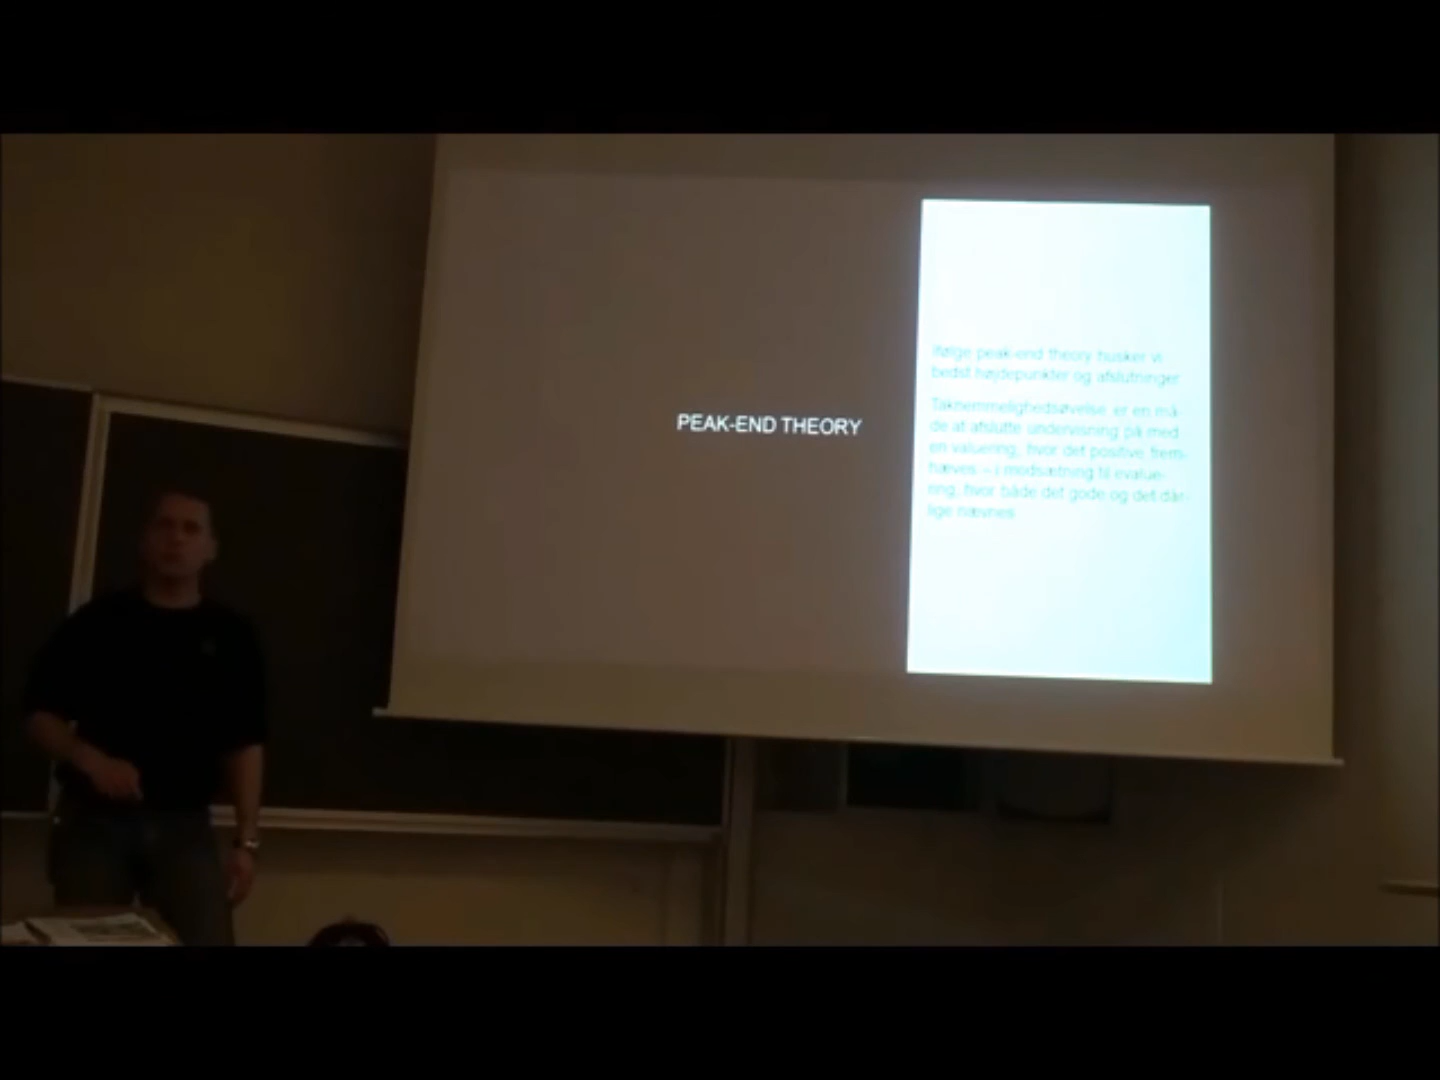 PEAK-END THEORY
Ifølge peak-end theory husker vi
bedst højdepunkter og afslutninger
Taknemmelighedsøvelse er en må-
de at afslutte undervisning på med
en valuering, hvor det positive frem-
hæves – i modsætning til evalue-
ring, hvor både det gode og det dår-
lige nævnes